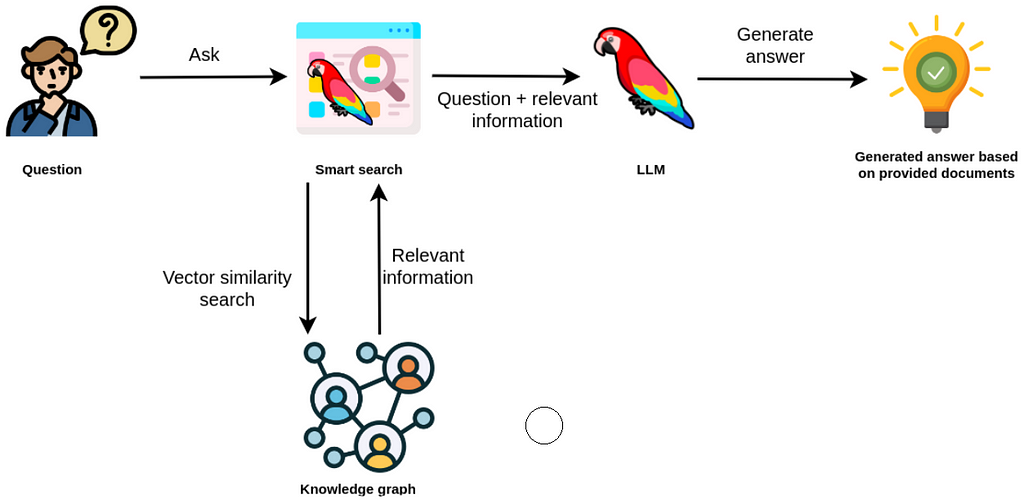 ?
Ask
Generate
answer
Question + relevant
information
Question
Smart search
LLM
Generated answer based
on provided documents
Vector similarity
search
Relevant
information
Knowledge graph